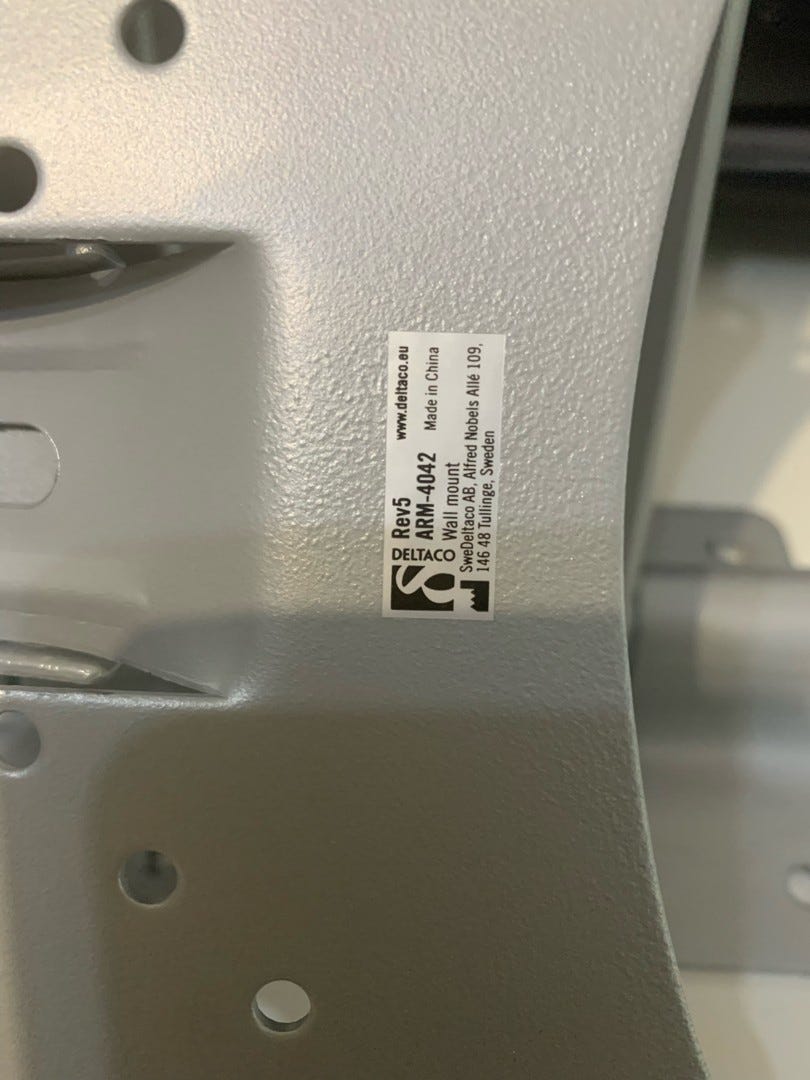 DELTACO Rev5 www.deltaco.eu
ARM-4042 Made in China
Wall mount
SweDeltaco AB, Alfred Nobels Allé 109,
146 48 Tullinge, Sweden